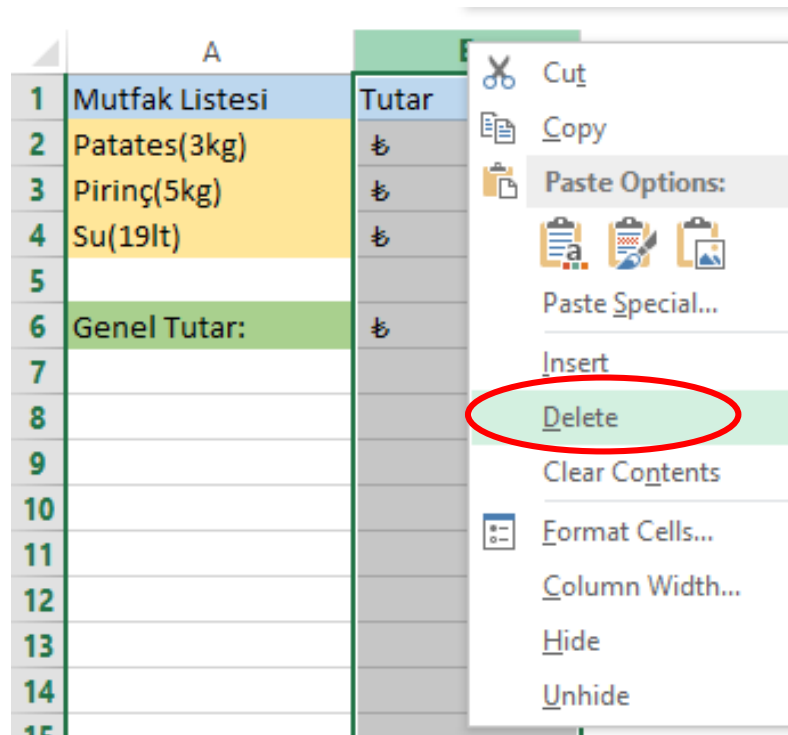 A
1 Mutfak Listesi Tutar
2 Patates(3kg) ₺
3 Pirinç(5kg) ₺
4 Su(19lt) ₺
5
6 Genel Tutar: ₺
7
8
9
10
11
12
13
14
Cut
Copy
Paste Options:
Paste Special...
Insert
Delete
Clear Contents
Format Cells...
Column Width...
Hide
Unhide